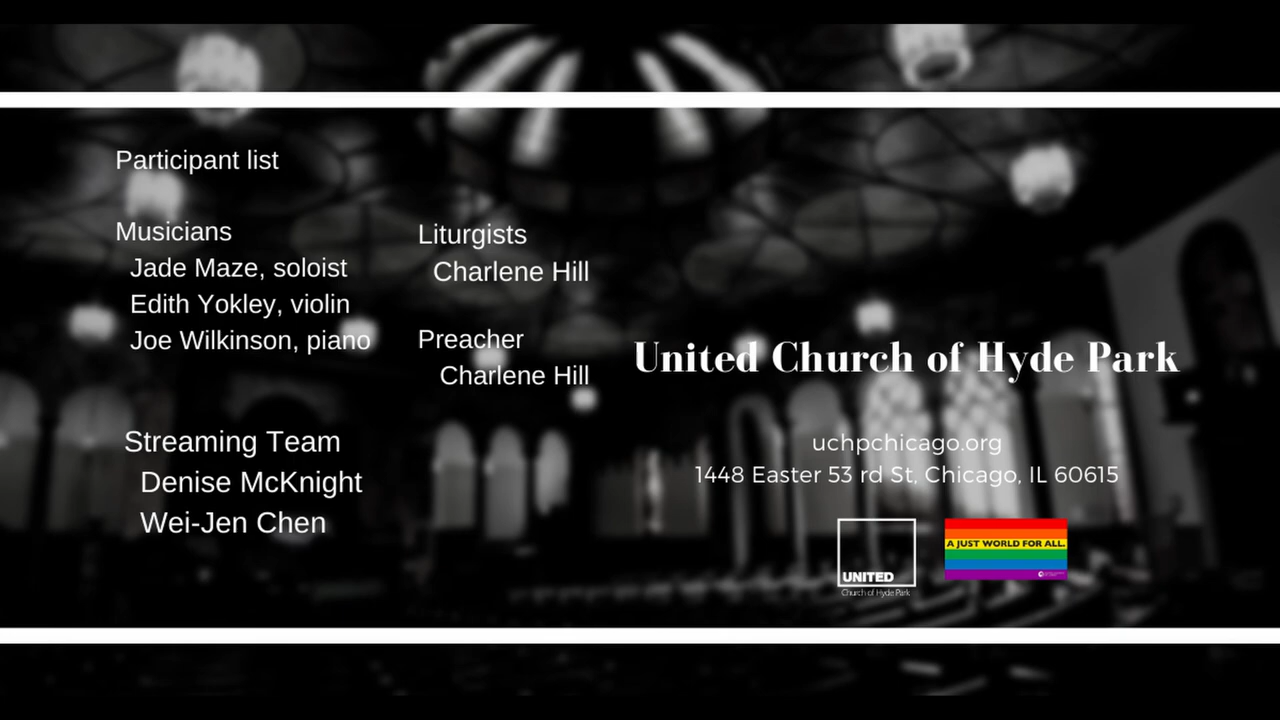 Participant list
Musicians
Jade Maze, soloist
Edith Yokley, violin
Joe Wilkinson, piano
Streaming Team
Denise McKnight
Wei-Jen Chen
Liturgists
Charlene Hill
Preacher
Charlene Hill
United Church of Hyde Park
uchpchicago.org
1448 Easter 53 rd St, Chicago, IL 60615
UNITED
Church of Hyde Park
A JUST WORLD FOR ALL.